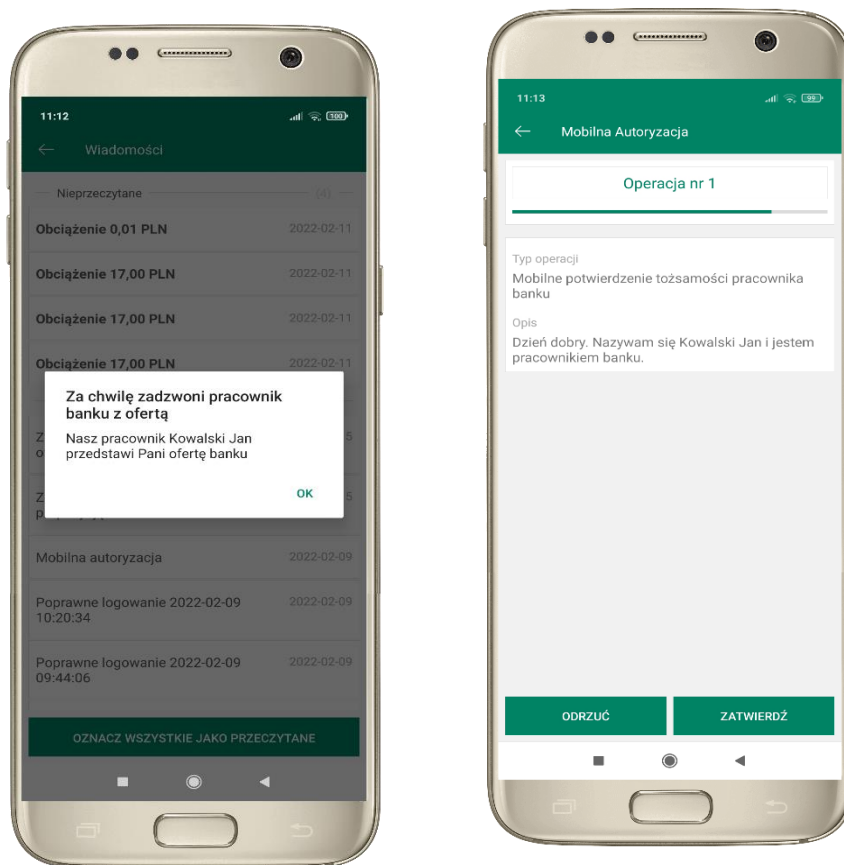 11:12
100
Wiadomości
Nieprzeczytane (4)
Obciążenie 0,01 PLN 2022-02-11
Obciążenie 17,00 PLN 2022-02-11
Obciążenie 17,00 PLN 2022-02-11
Obciążenie 17,00 PLN 2022-02-11
Za chwilę zadzwoni pracownik
banku z ofertą
Nasz pracownik Kowalski Jan
przedstawi Pani ofertę banku
OK
Mobilna autoryzacja 2022-02-09
Poprawne logowanie 2022-02-09 2022-02-09
10:20:34
Poprawne logowanie 2022-02-09 2022-02-09
09:44:06
OZNACZ WSZYSTKIE JAKO PRZECZYTANE
11:13
99
Mobilna Autoryzacja
Operacja nr 1
Typ operacji
Mobilne potwierdzenie tożsamości pracownika
banku
Opis
Dzień dobry. Nazywam się Kowalski Jan i jestem
pracownikiem banku.
ODRZUĆ ZATWIERDŹ